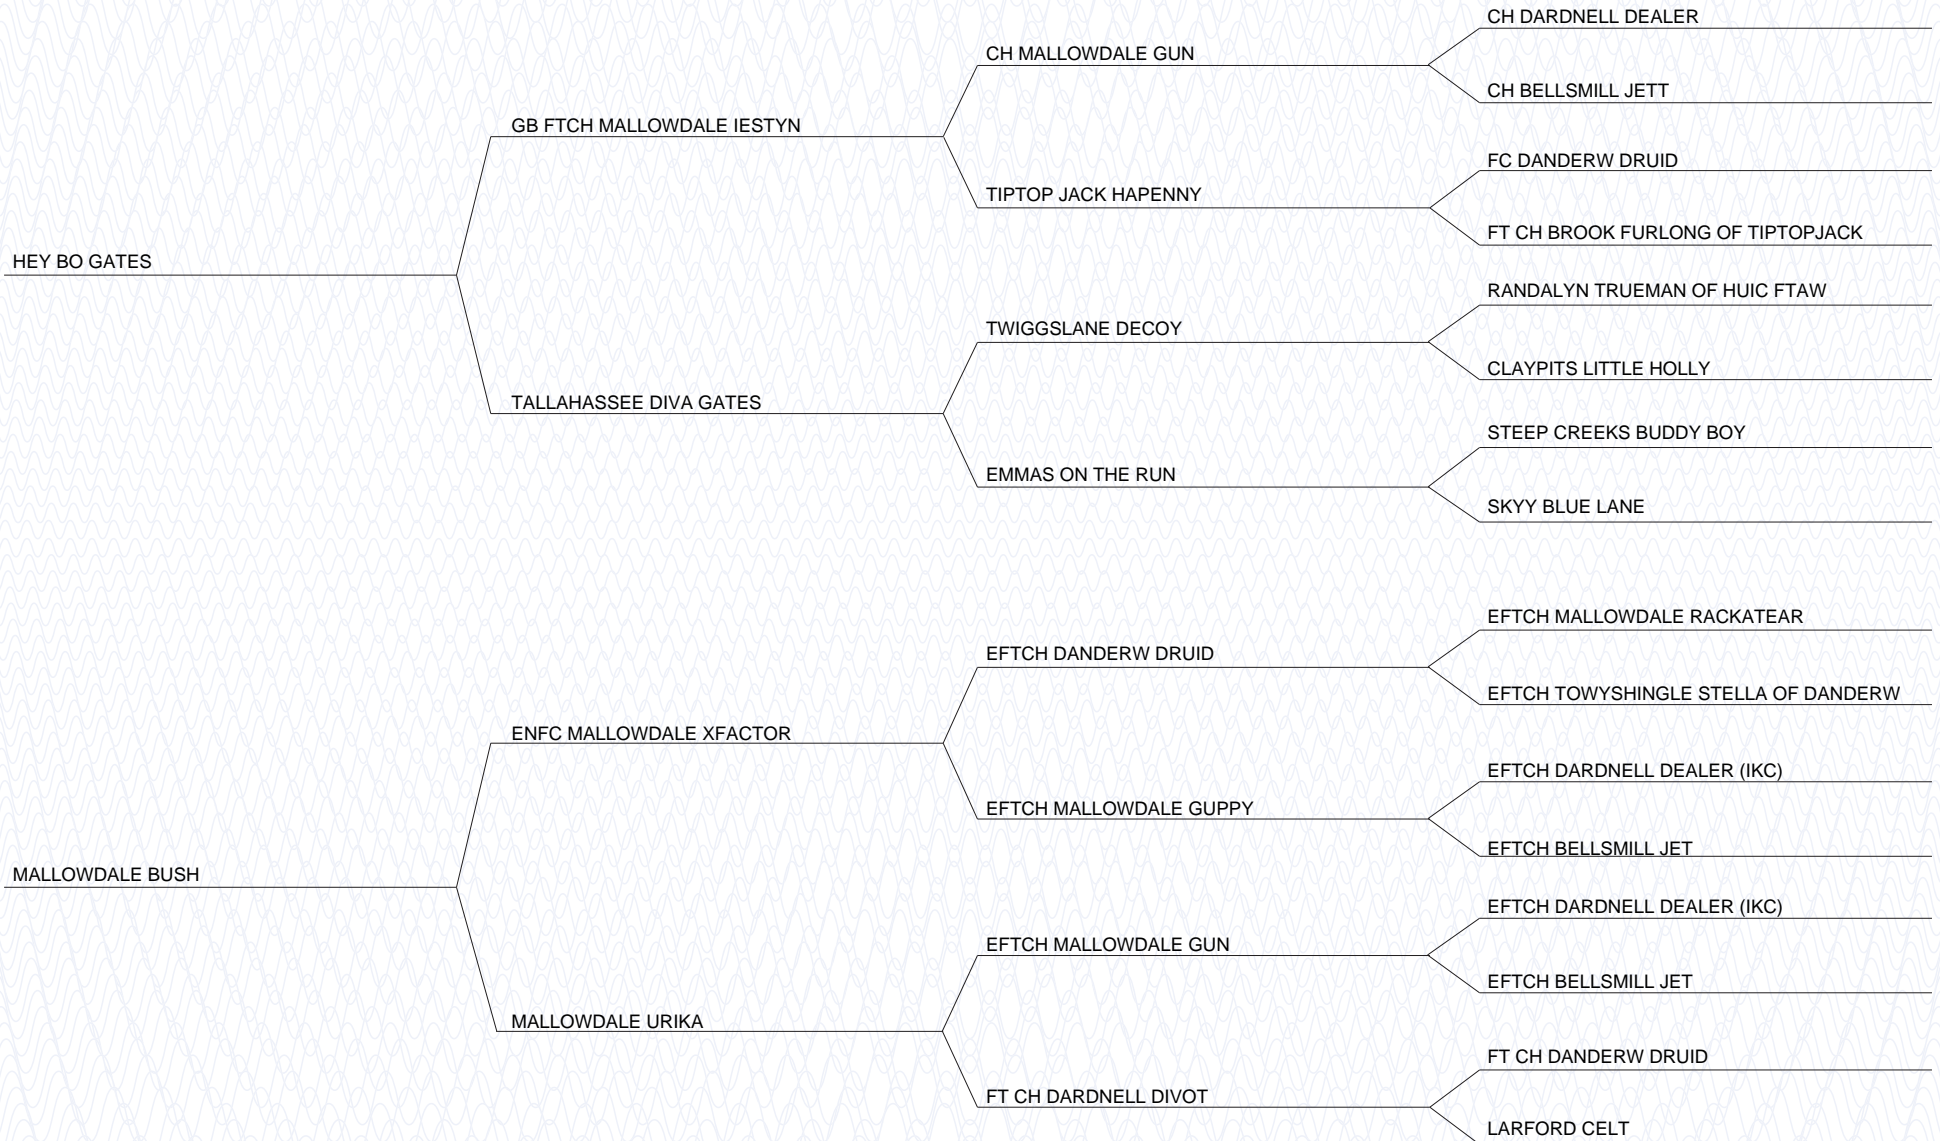 CH DARDNELL DEALER
CH MALLOWDALE GUN
CH BELLSMILL JETT
GB FTCH MALLOWDALE IESTYN
FC DANDERW DRUID
TIPTOP JACK HAPENNY
FT CH BROOK FURLONG OF TIPTOPJACK
HEY BO GATES
RANDALYN TRUEMAN OF HUIC FTAW
TWIGGSLANE DECOY
CLAYPITS LITTLE HOLLY
TALLAHASSEE DIVA GATES
STEEP CREEKS BUDDY BOY
EMMAS ON THE RUN
SKYY BLUE LANE
EFTCH MALLOWDALE RACKATEAR
EFTCH DANDERW DRUID
EFTCH TOWYSHINGLE STELLA OF DANDERW
ENFC MALLOWDALE XFACTOR
EFTCH DARDNELL DEALER (IKC)
EFTCH MALLOWDALE GUPPY
EFTCH BELLSMILL JET
MALLOWDALE BUSH
EFTCH DARDNELL DEALER (IKC)
EFTCH MALLOWDALE GUN
EFTCH BELLSMILL JET
MALLOWDALE URIKA
FT CH DANDERW DRUID
FT CH DARDNELL DIVOT
LARFORD CELT